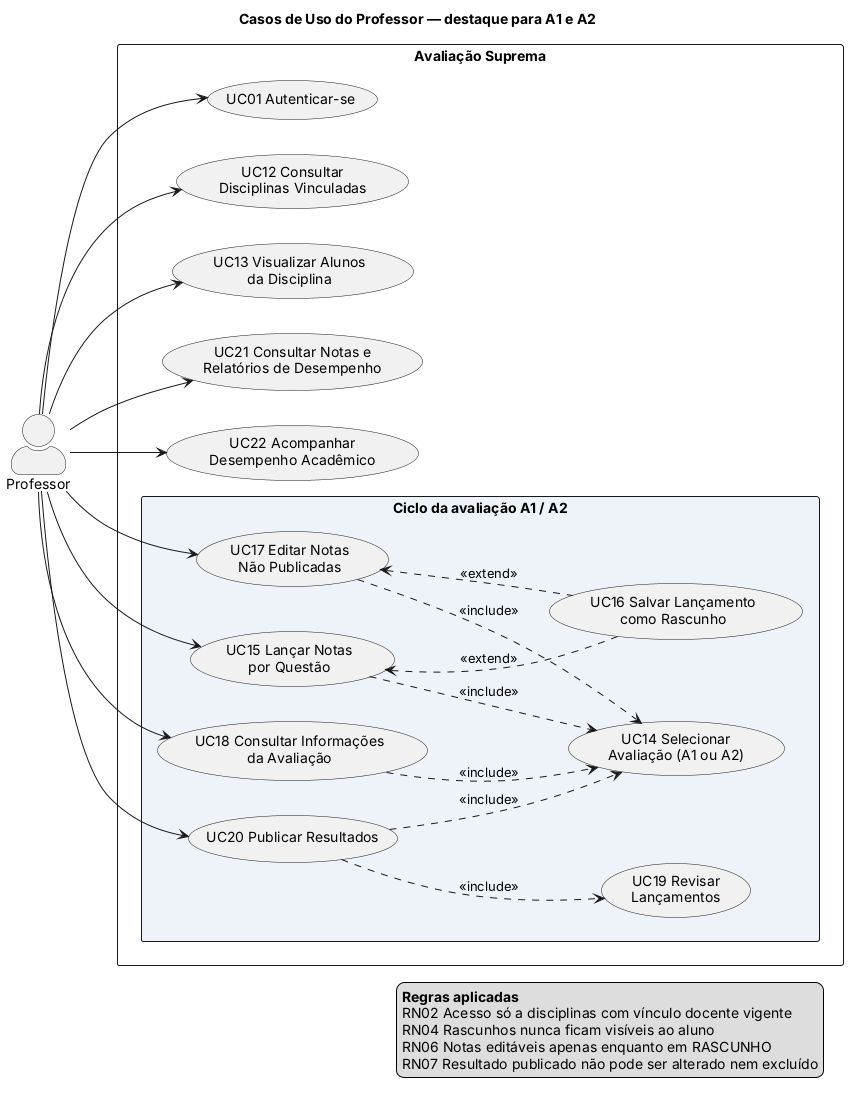 Casos de Uso do Professor — destaque para A1 e A2
Avaliação Suprema
UC01 Autenticar-se
UC12 Consultar
Disciplinas Vinculadas
UC13 Visualizar Alunos
da Disciplina
UC21 Consultar Notas e
Relatórios de Desempenho
UC22 Acompanhar
Desempenho Acadêmico
Professor
Ciclo da avaliação A1 / A2
UC17 Editar Notas
Não Publicadas
«extend»
UC16 Salvar Lançamento
como Rascunho
«include»
UC15 Lançar Notas
por Questão
«extend»
«include»
UC18 Consultar Informações
da Avaliação
UC14 Selecionar
Avaliação (A1 ou A2)
«include»
«include»
UC20 Publicar Resultados
«include»
UC19 Revisar
Lançamentos
Regras aplicadas
RN02 Acesso só a disciplinas com vínculo docente vigente
RN04 Rascunhos nunca ficam visíveis ao aluno
RN06 Notas editáveis apenas enquanto em RASCUNHO
RN07 Resultado publicado não pode ser alterado nem excluído